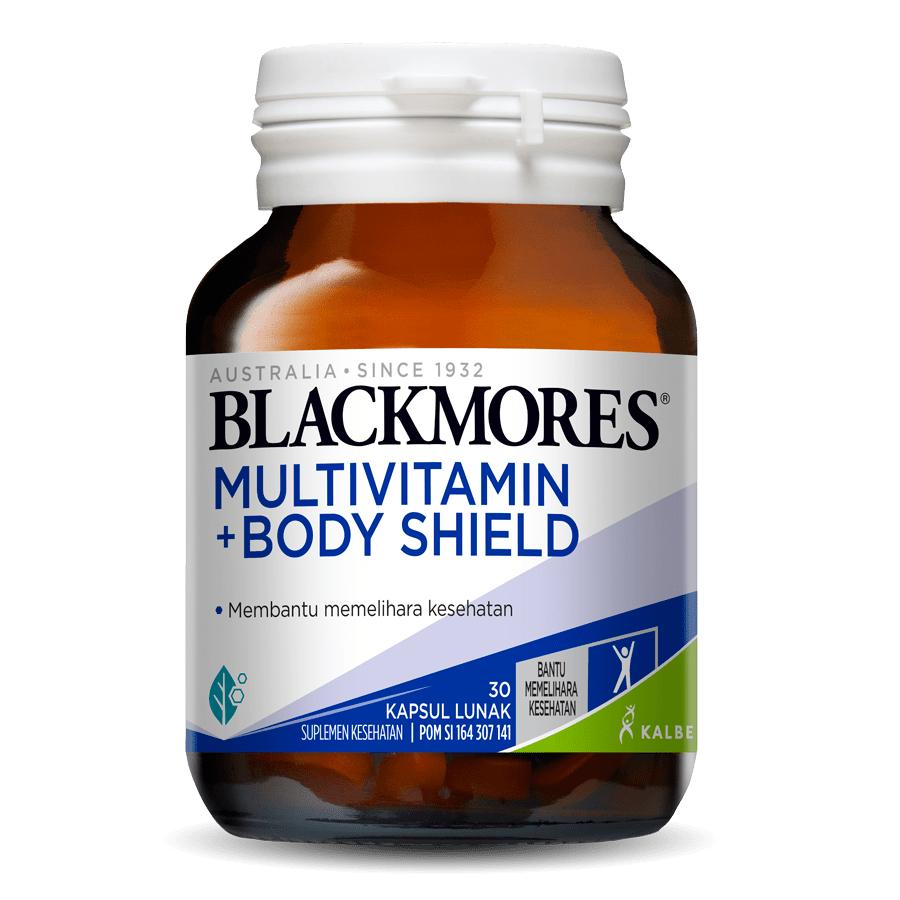 AUSTRALIA • SINCE 1932
BLACKMORES®
MULTIVITAMIN
+BODY SHIELD
• Membantu memelihara kesehatan
30
KAPSUL LUNAK
SUPLEMEN KESEHATAN | POM SI 164 307 141
BANTU
MEMELIHARA
KESEHATAN
KALBE